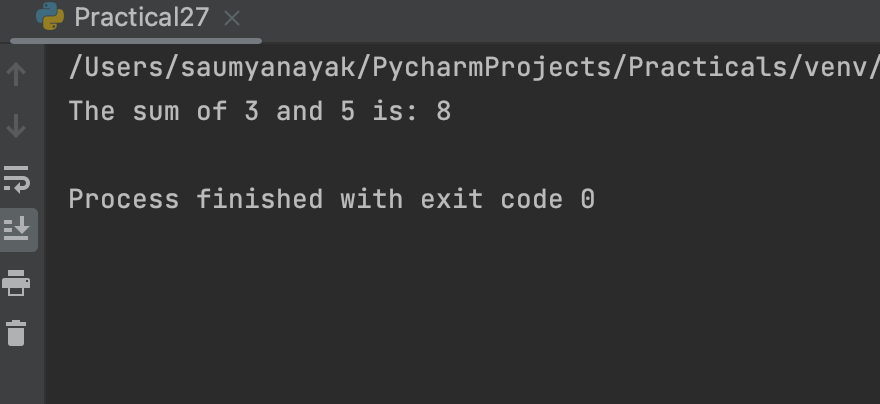 Practical27
/Users/saumyanayak/PycharmProjects/Practicals/venv/
The sum of 3 and 5 is: 8
Process finished with exit code 0